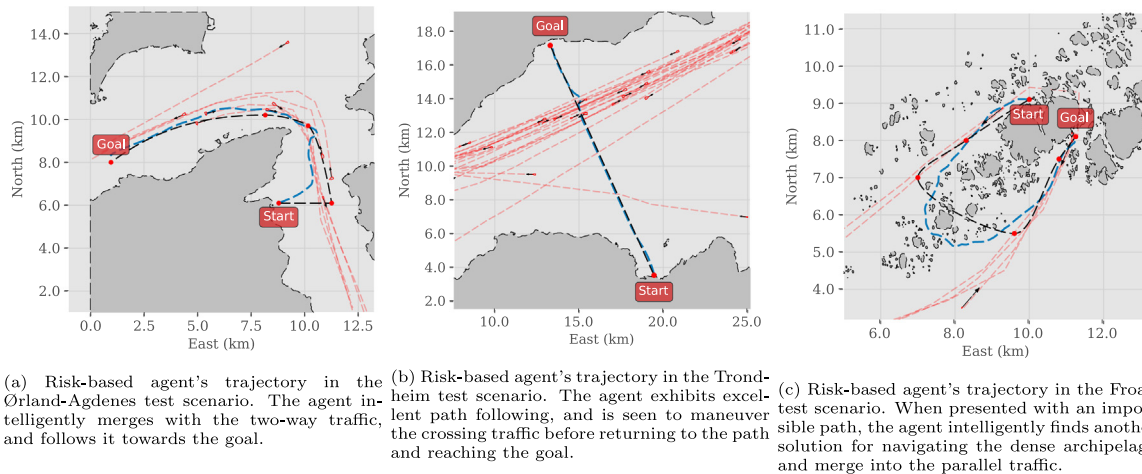 14.0
12.0
10.0
8.0
6.0
4.0
2.0
North (km)
Goal
Start
0.0 2.5 5.0 7.5 10.0 12.5
East (km)
(a) Risk-based agent's trajectory in the
Ørland-Agdenes test scenario. The agent in-
telligently merges with the two-way traffic,
and follows it towards the goal.
18.0
16.0
14.0
12.0
10.0
8.0
6.0
4.0
2.0
North (km)
Goal
Start
10.0 15.0 20.0 25.0
East (km)
(b) Risk-based agent's trajectory in the Trond-
heim test scenario. The agent exhibits excel-
lent path following, and is seen to maneuver
the crossing traffic before returning to the path
and reaching the goal.
11.0
10.0
9.0
8.0
7.0
6.0
5.0
4.0
North (km)
Start
Goal
6.0 8.0 10.0 12.0
East (km)
(c) Risk-based agent's trajectory in the Froa
test scenario. When presented with an impo
sible path, the agent intelligently finds anothe
solution for navigating the dense archipelag
and merge into the parallel traffic.